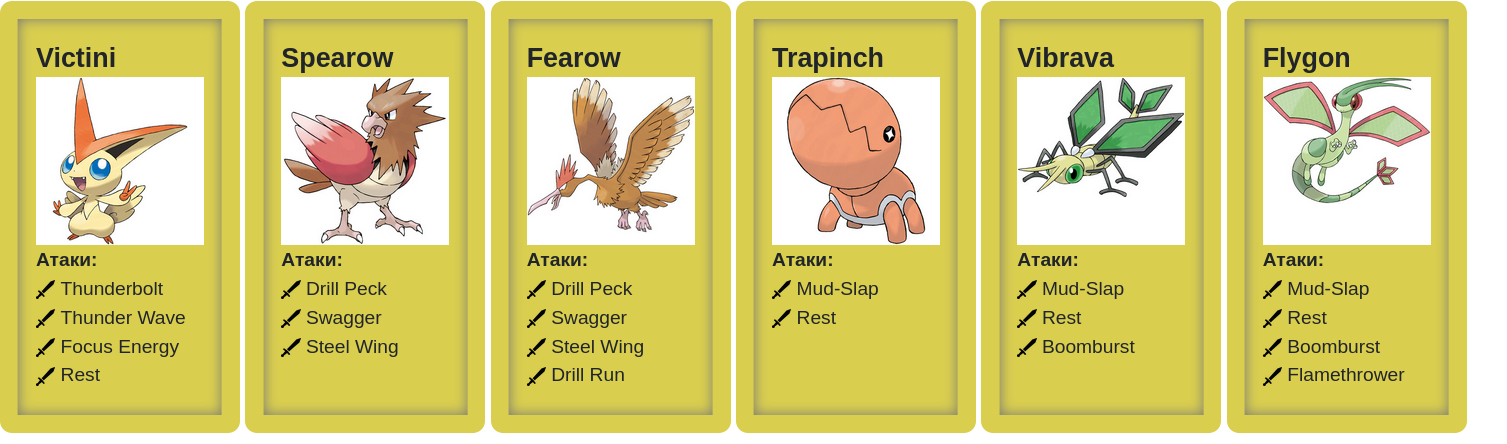 Victini
Атаки:
Thunderbolt
Thunder Wave
Focus Energy
Rest
Spearow
Атаки:
Drill Peck
Swagger
Steel Wing
Fearow
Атаки:
Drill Peck
Swagger
Steel Wing
Drill Run
Trapinch
Атаки:
Mud-Slap
Rest
Vibrava
Атаки:
Mud-Slap
Rest
Boomburst
Flygon
Атаки:
Mud-Slap
Rest
Boomburst
Flamethrower